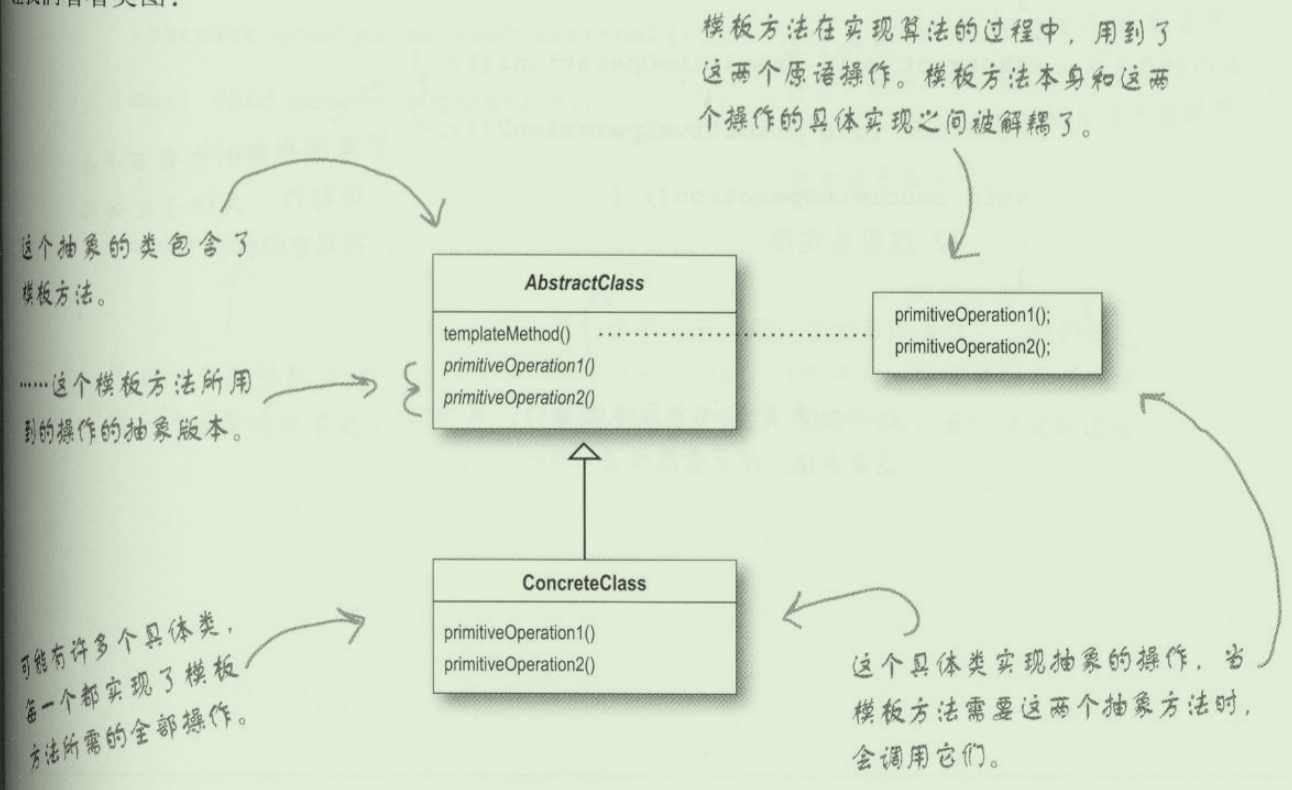 让我们看看类图：
模板方法在实现算法的过程中，用到了
这两个原语操作。模板方法本身和这两
个操作的具体实现之间被解耦了。
这个抽象的类包含了
模板方法。
AbstractClass
templateMethod()
primitiveOperation1()
primitiveOperation2()
primitiveOperation1();
primitiveOperation2();
……这个模板方法所用
到的操作的抽象版本。
ConcreteClass
primitiveOperation1()
primitiveOperation2()
可能有许多个具体类，
每一个都实现了模板
方法所需的全部操作。
这个具体类实现抽象的操作，当
模板方法需要这两个抽象方法时，
会调用它们。